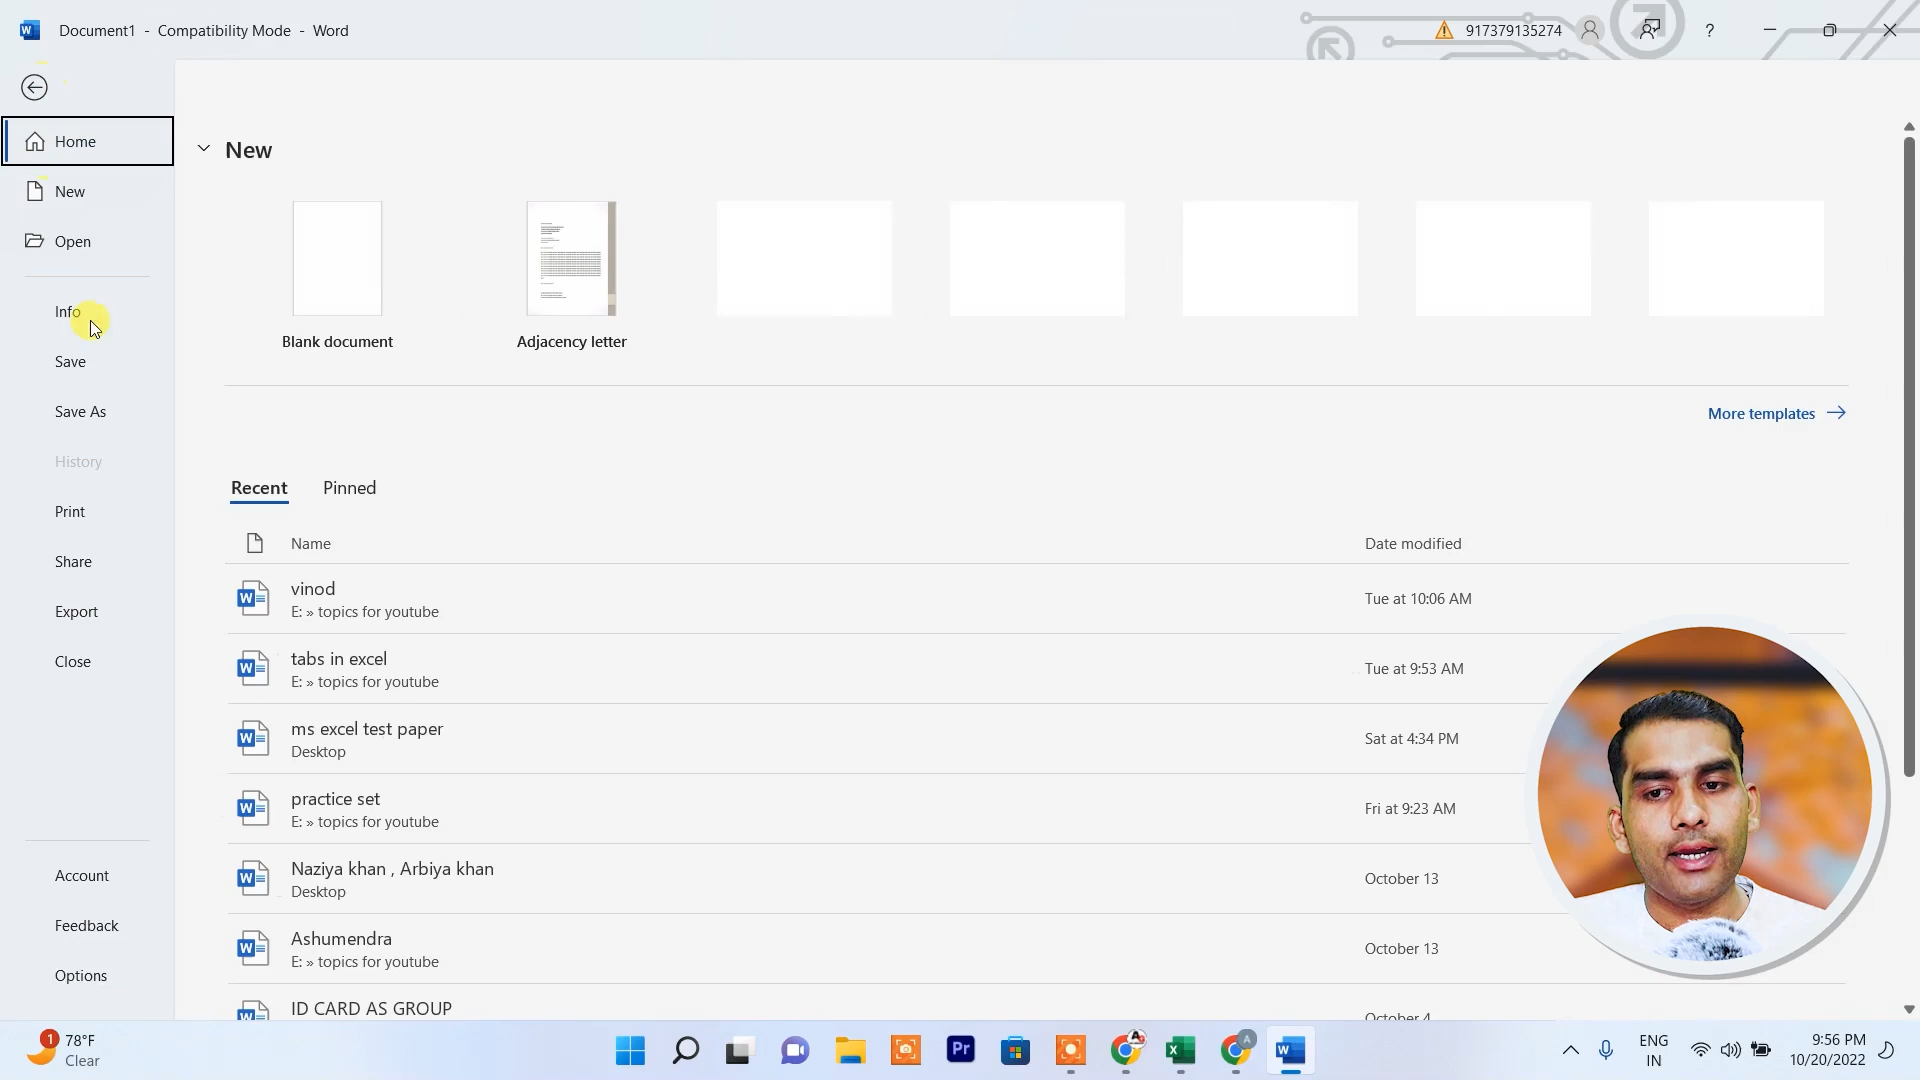 Document1 - Compatibility Mode - Word
917379135274
?
Home
New
Open
Info
Save
Save As
History
Print
Share
Export
Close
Account
Feedback
Options
New
Blank document
Adjacency letter
More templates
Recent Pinned
Name Date modified
vinod
E: » topics for youtube
Tue at 10:06 AM
tabs in excel
E: » topics for youtube
Tue at 9:53 AM
ms excel test paper
Desktop
Sat at 4:34 PM
practice set
E: » topics for youtube
Fri at 9:23 AM
Naziya khan , Arbiya khan
Desktop
October 13
Ashumendra
E: » topics for youtube
October 13
ID CARD AS GROUP
October 4
1
78°F
Clear
Pr
A
ENG
IN
9:56 PM
10/20/2022